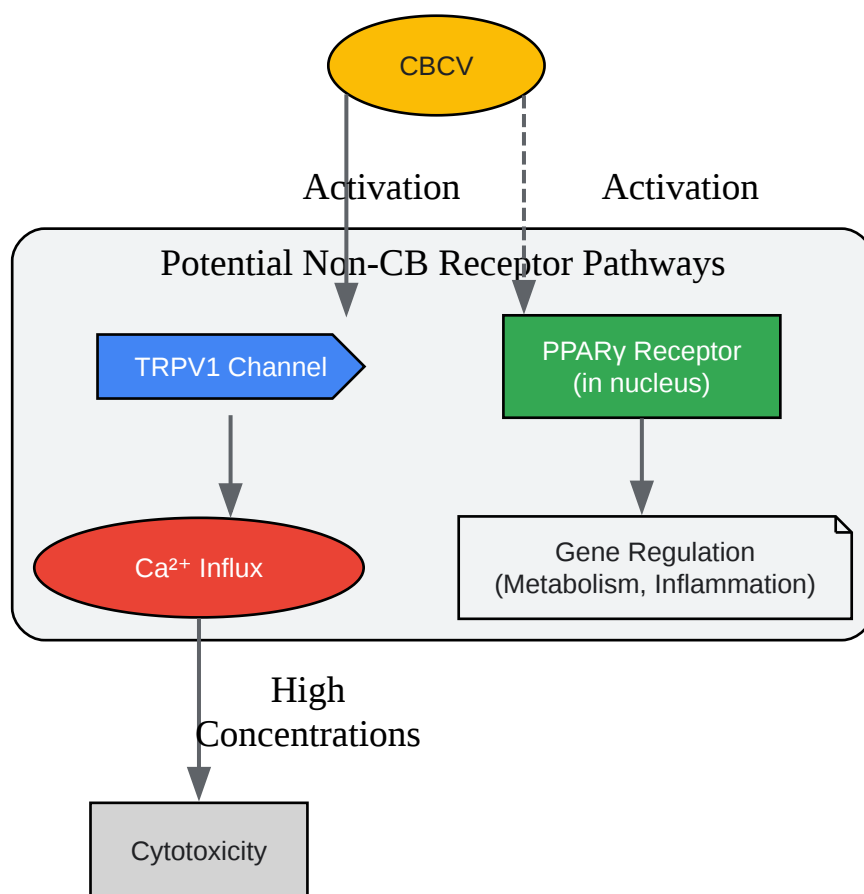 CBCV
Activation
Activation
Potential Non-CB Receptor Pathways
TRPV1 Channel
PPARγ Receptor
(in nucleus)
Ca²⁺ Influx
Gene Regulation
(Metabolism, Inflammation)
High
Concentrations
Cytotoxicity